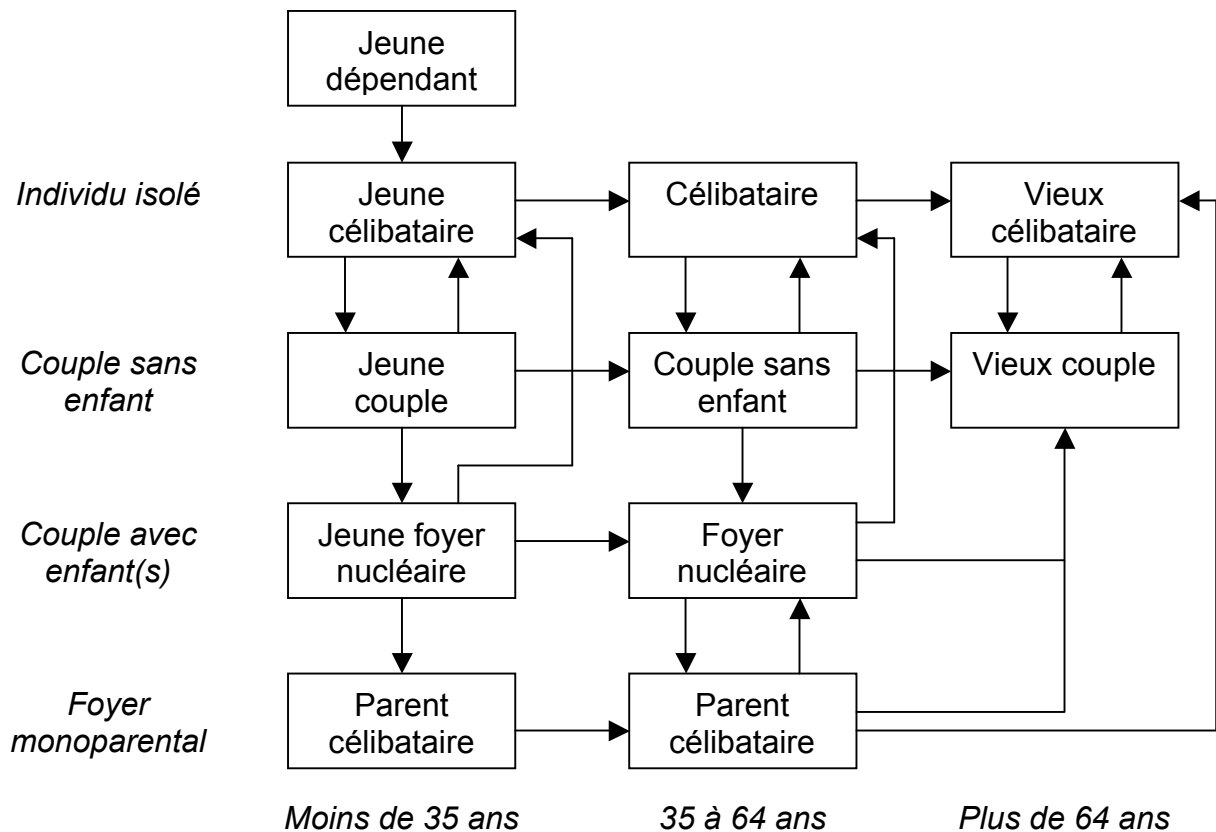 Jeune
dépendant
Individu isolé
Jeune
célibataire
Célibataire
Vieux
célibataire
Couple sans
enfant
Jeune
couple
Couple sans
enfant
Vieux couple
Couple avec
enfant(s)
Jeune foyer
nucléaire
Foyer
nucléaire
Foyer
monoparental
Parent
célibataire
Parent
célibataire
Moins de 35 ans
35 à 64 ans
Plus de 64 ans